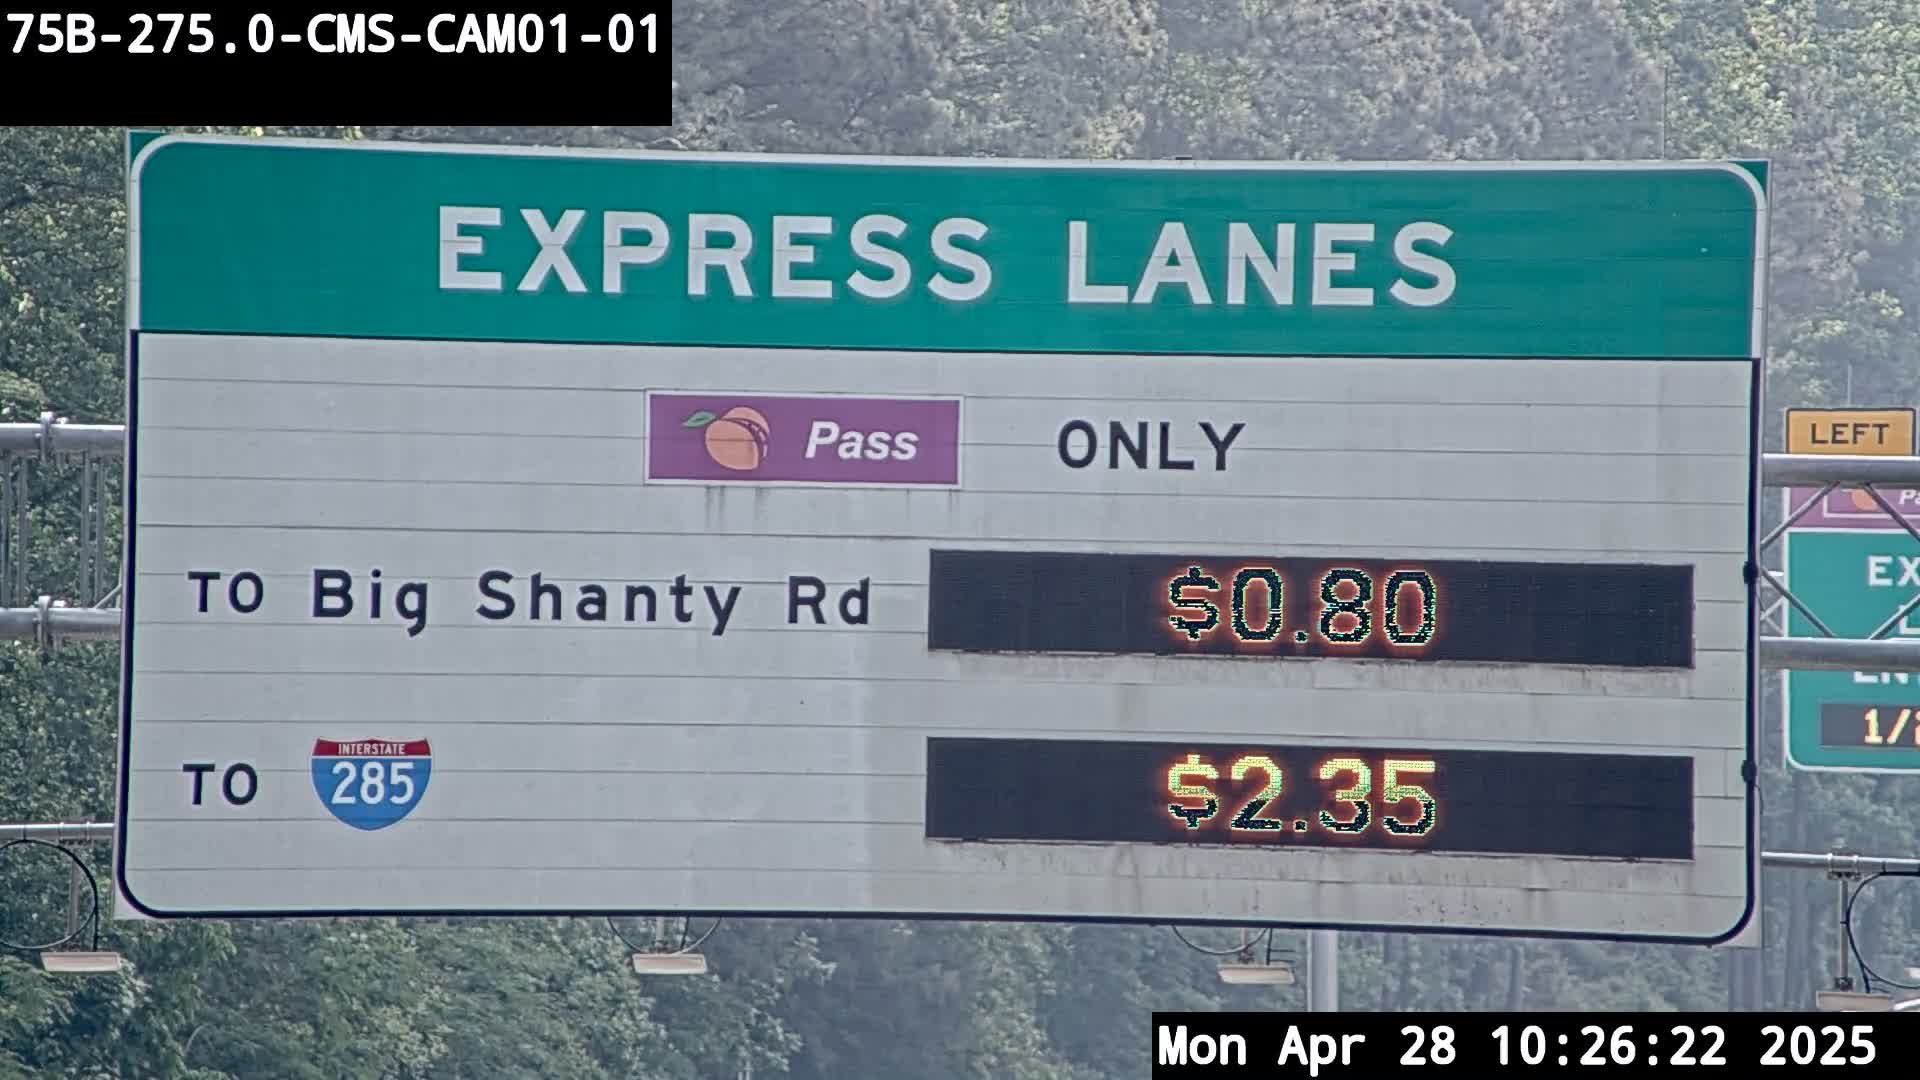 75B-275.0-CMS-CAM01-01
EXPRESS LANES
Pass ONLY
TO Big Shanty Rd $0.80
TO INTERSTATE 285 $2.35
LEFT
Mon Apr 28 10:26:22 2025